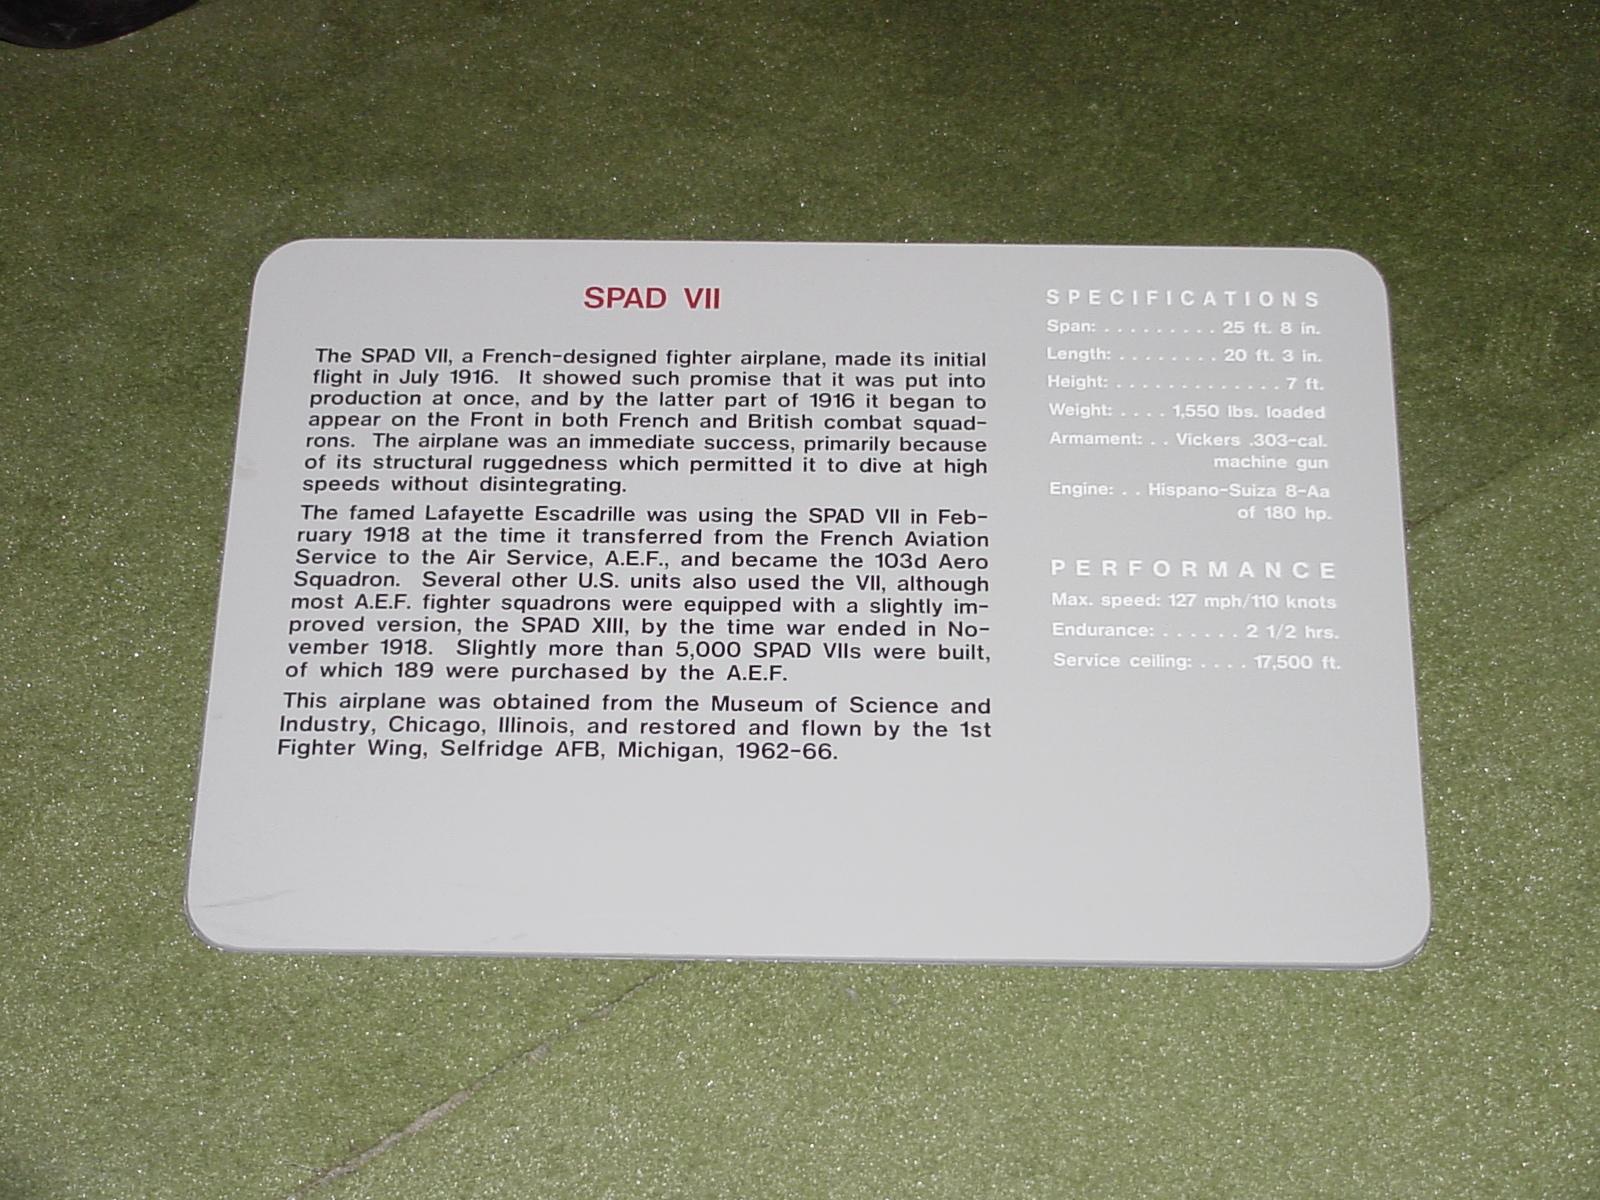 SPAD VII
The SPAD VII, a French-designed fighter airplane, made its initial
flight in July 1916. It showed such promise that it was put into
production at once, and by the latter part of 1916 it began to
appear on the Front in both French and British combat squad-
rons. The airplane was an immediate success, primarily because
of its structural ruggedness which permitted it to dive at high
speeds without disintegrating.
The famed Lafayette Escadrille was using the SPAD VII in Feb-
ruary 1918 at the time it transferred from the French Aviation
Service to the Air Service, A.E.F., and became the 103d Aero
Squadron. Several other U.S. units also used the VII, although
most A.E.F. fighter squadrons were equipped with a slightly im-
proved version, the SPAD XIII, by the time war ended in No-
vember 1918. Slightly more than 5,000 SPAD VIIs were built,
of which 189 were purchased by the A.E.F.
This airplane was obtained from the Museum of Science and
Industry, Chicago, Illinois, and restored and flown by the 1st
Fighter Wing, Selfridge AFB, Michigan, 1962-66.
SPECIFICATIONS
Span: . . . . . . . . . 25 ft. 8 in.
Length: . . . . . . . . 20 ft. 3 in.
Height: . . . . . . . . . . . . . 7 ft.
Weight: . . . . 1,550 lbs. loaded
Armament: . . Vickers .303-cal.
machine gun
Engine: . . Hispano-Suiza 8-Aa
of 180 hp.
PERFORMANCE
Max. speed: 127 mph/110 knots
Endurance: . . . . . . 2 1/2 hrs.
Service ceiling: . . . . 17,500 ft.